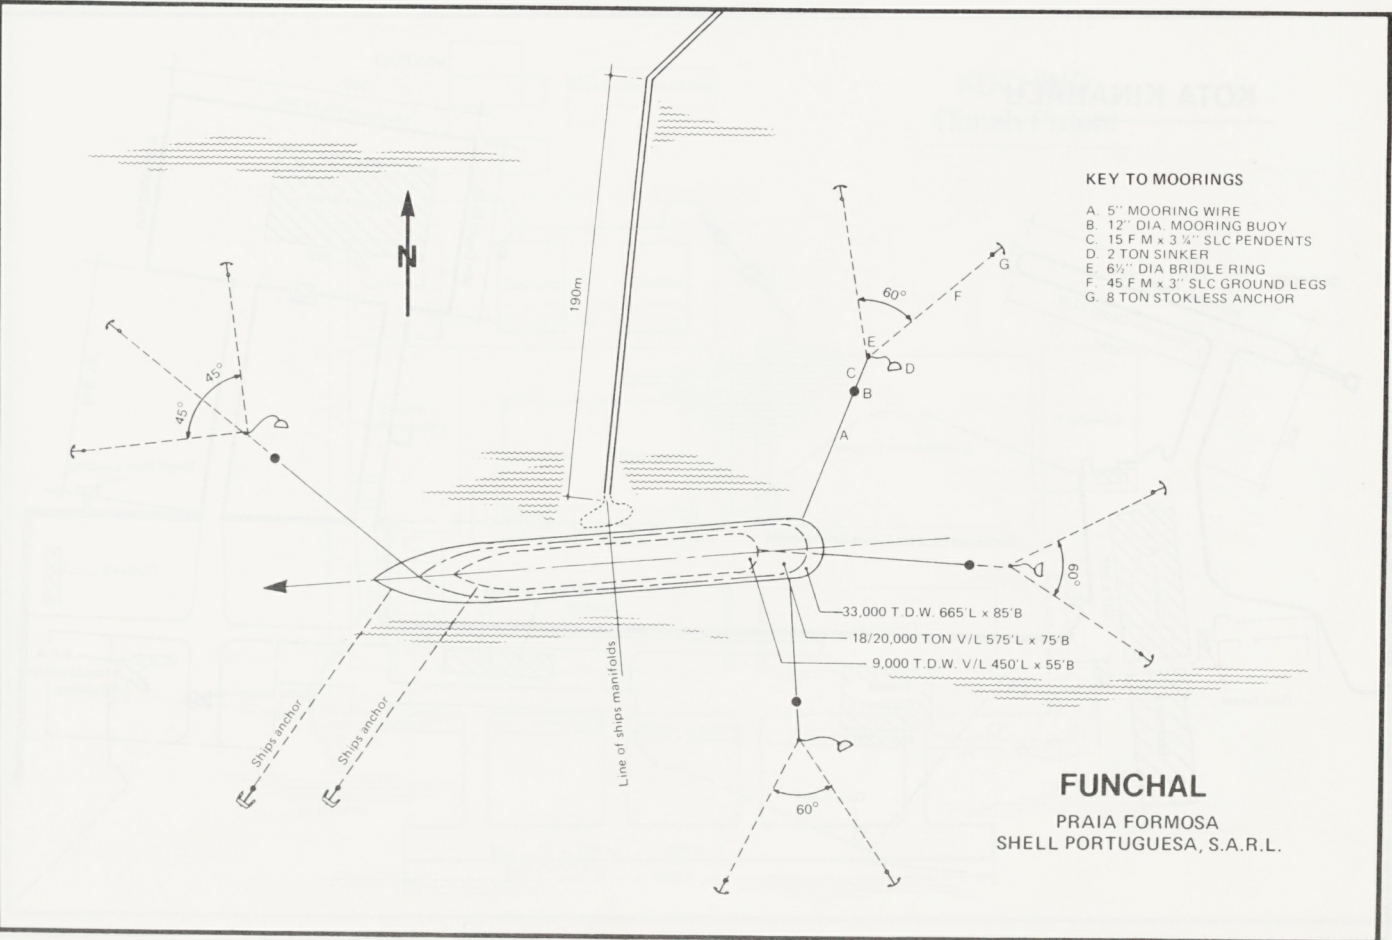 KEY TO MOORINGS
A. 5" MOORING WIRE
B. 12" DIA. MOORING BUOY
C. 15 F M x 3 ¼" SLC PENDENTS
D. 2 TON SINKER
E. 6½" DIA BRIDLE RING
F. 45 F M x 3" SLC GROUND LEGS
G. 8 TON STOKLESS ANCHOR
N
190m
60°
G
F
E
D
C
B
A
45°
45°
60°
33,000 T.D.W. 665'L x 85'B
18/20,000 TON V/L 575'L x 75'B
9,000 T.D.W. V/L 450'L x 55'B
Ships anchor
Ships anchor
Line of ships manifolds
60°
FUNCHAL
PRAIA FORMOSA
SHELL PORTUGUESA, S.A.R.L.
KOTA KINABALU